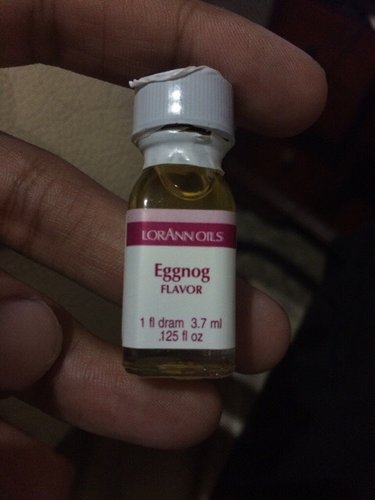 LORANN OILS
Eggnog
FLAVOR
1 fl dram 3.7 ml
.125 fl oz